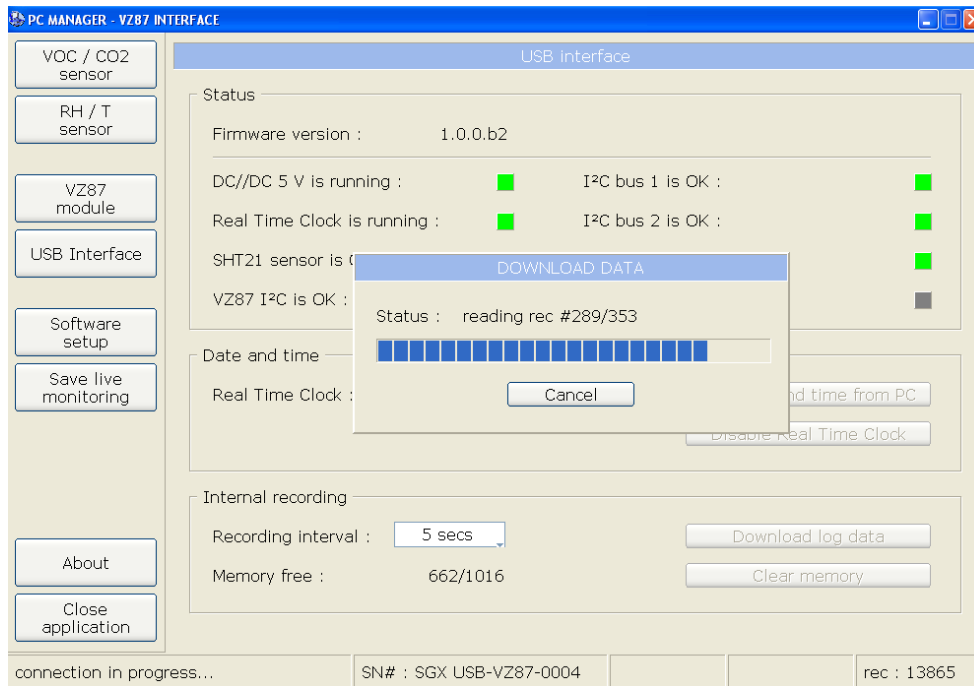 PC MANAGER - VZ87 INTERFACE
VOC / CO2
sensor
RH / T
sensor
VZ87
module
USB Interface
Software
setup
Save live
monitoring
About
Close
application
USB interface
Status
Firmware version : 1.0.0.b2
DC//DC 5 V is running : I²C bus 1 is OK :
Real Time Clock is running : I²C bus 2 is OK :
SHT21 sensor is
VZ87 I²C is OK :
DOWNLOAD DATA
Status : reading rec #289/353
Cancel
Date and time
Real Time Clock :
time from PC
Disable Real Time Clock
Internal recording
Recording interval : 5 secs Download log data
Memory free : 662/1016 Clear memory
connection in progress... SN# : SGX USB-VZ87-0004 rec : 13865